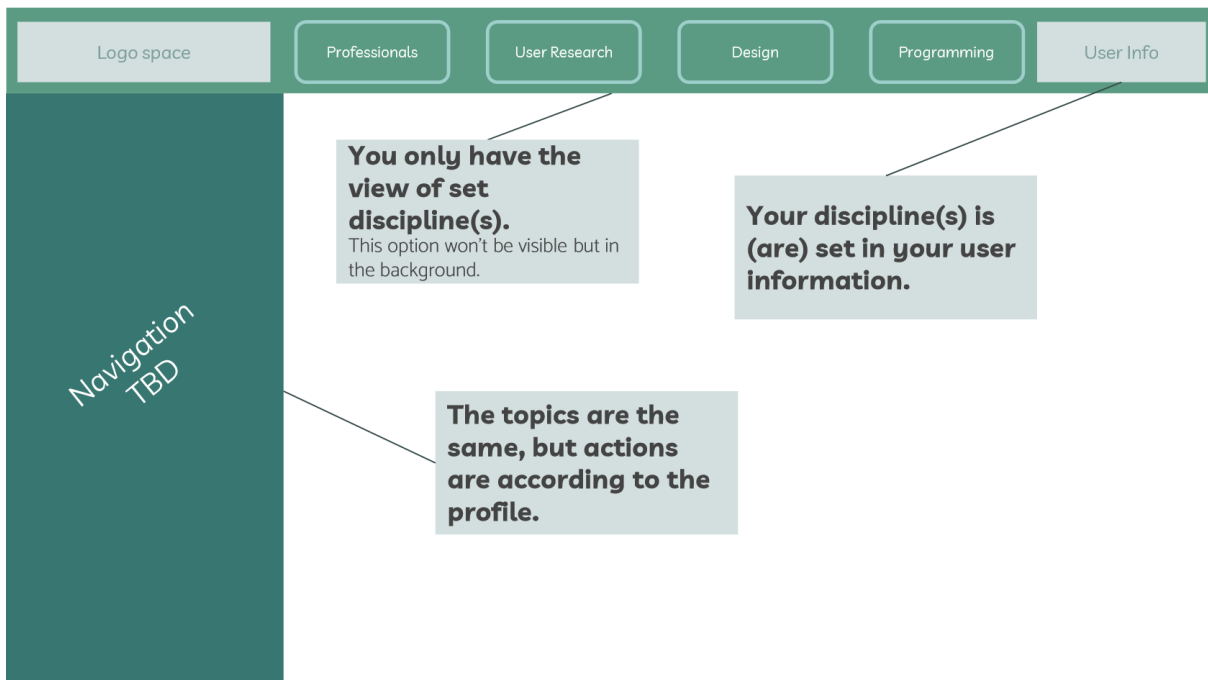 Logo space
Professionals
User Research
Design
Programming
User Info
You only have the
view of set
discipline(s).
This option won't be visible but in
the background.
Your discipline(s) is
(are) set in your user
information.
Navigation
TBD
The topics are the
same, but actions
are according to the
profile.